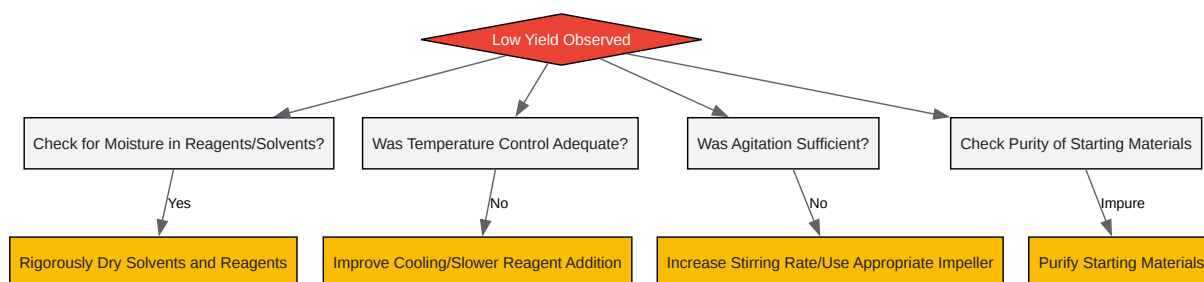 Low Yield Observed
Check for Moisture in Reagents/Solvents?
Was Temperature Control Adequate?
Was Agitation Sufficient?
Check Purity of Starting Materials
Yes
No
No
Impure
Rigorously Dry Solvents and Reagents
Improve Cooling/Slower Reagent Addition
Increase Stirring Rate/Use Appropriate Impeller
Purify Starting Materials